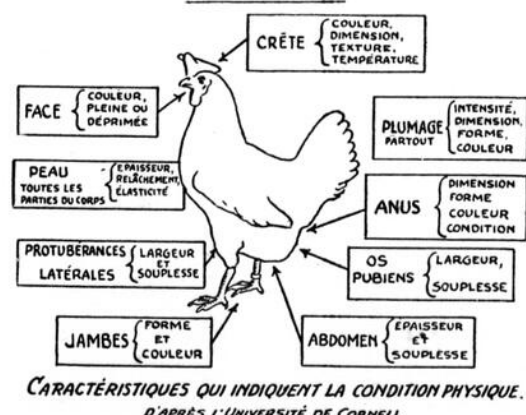 CRÊTE
COULEUR,
DIMENSION,
TEXTURE,
TEMPÉRATURE
FACE
COULEUR,
PLEINE OU
DÉPRIMÉE
PLUMAGE
PARTOUT
INTENSITÉ,
DIMENSION,
FORME,
COULEUR
PEAU
TOUTES LES
PARTIES DU CORPS
EPAISSEUR,
RELÂCHEMENT,
ÉLASTICITÉ
ANUS
DIMENSION
FORME
COULEUR
CONDITION
PROTUBÉRANCES
LATÉRALES
LARGEUR
ET
SOUPLESSE
OS
PUBIENS
LARGEUR,
SOUPLESSE
JAMBES
FORME
ET
COULEUR
ABDOMEN
ÉPAISSEUR
ET
SOUPLESSE
CARACTÉRISTIQUES QUI INDIQUENT LA CONDITION PHYSIQUE.
D'APRÈS L'UNIVERSITÉ DE CORNELL